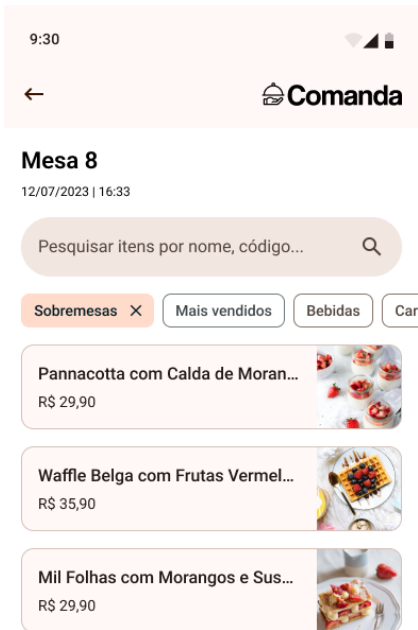 9:30
Comanda
Mesa 8
12/07/2023 | 16:33
Pesquisar itens por nome, código...
Sobremesas Mais vendidos Bebidas Car
Pannacotta com Calda de Moran...
R$ 29,90
Waffle Belga com Frutas Vermel...
R$ 35,90
Mil Folhas com Morangos e Sus...
R$ 29,90